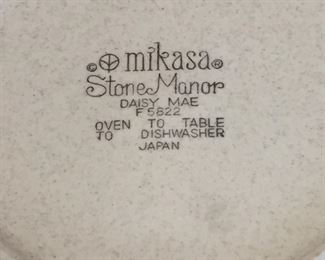 © mikasa®
Stone Manor
DAISY MAE
F 5822
OVEN TO TABLE
TO DISHWASHER
JAPAN